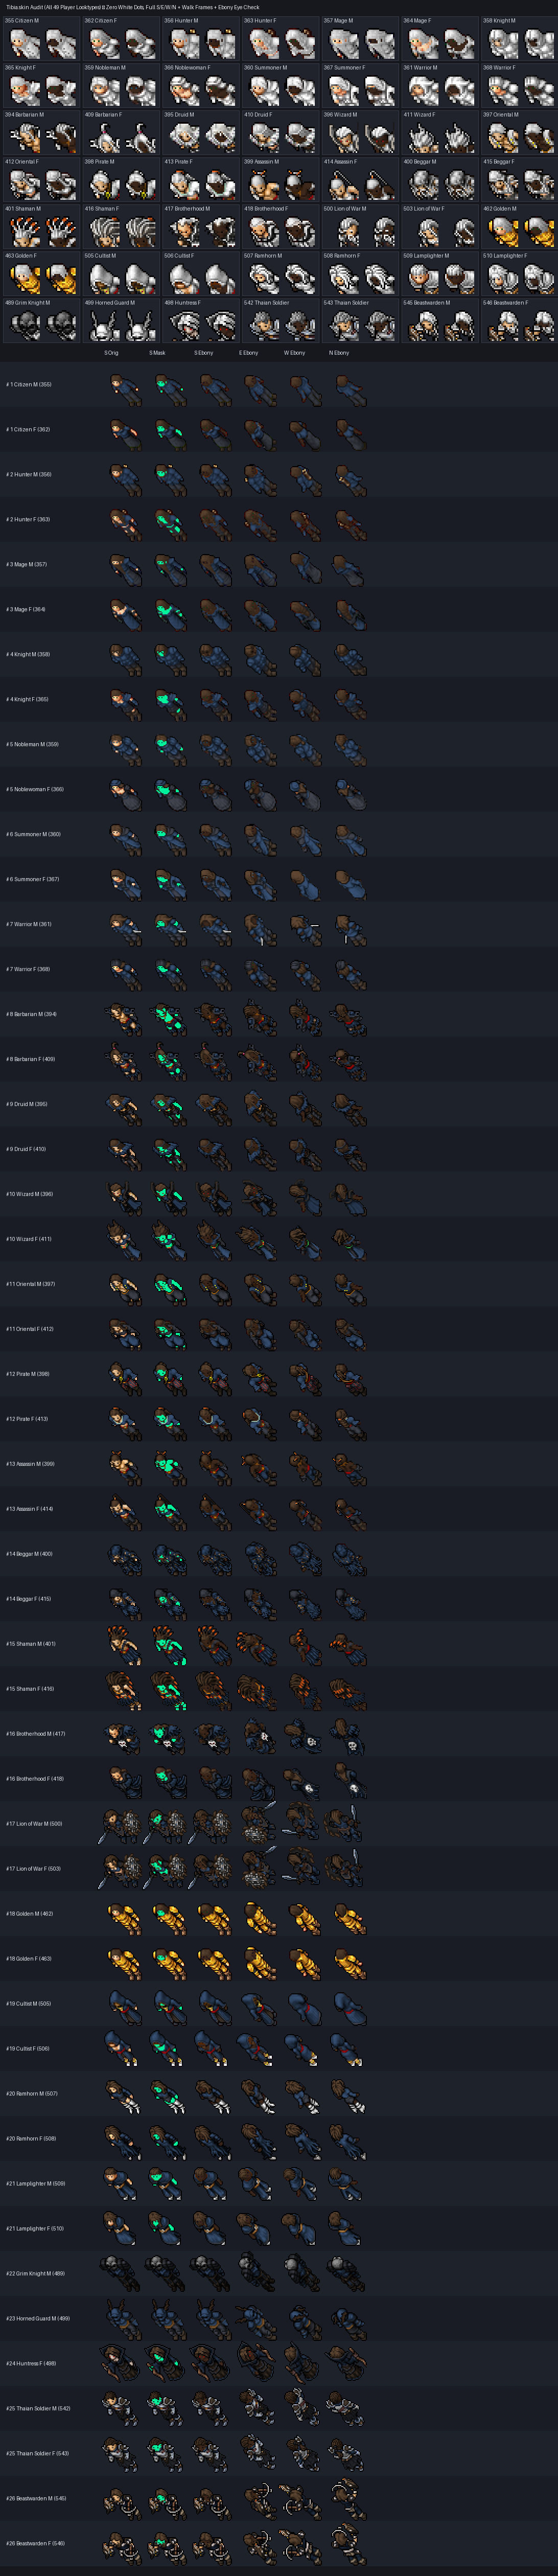 Tibia skin Audit (All 49 Player Looktypes) Zero White Dots, Full S/E/W/N + Walk Frames + Ebony Eye Check
355 Citizen M 362 Citizen F 356 Hunter M 363 Hunter F 357 Mage M 364 Mage F 358 Knight M
365 Knight F 359 Nobleman M 366 Noblewoman F 360 Summoner M 367 Summoner F 361 Warrior M 368 Warrior F
394 Barbarian M 409 Barbarian F 395 Druid M 410 Druid F 396 Wizard M 411 Wizard F 397 Oriental M
412 Oriental F 398 Pirate M 413 Pirate F 399 Assassin M 414 Assassin F 400 Beggar M 415 Beggar F
401 Shaman M 416 Shaman F 417 Brotherhood M 418 Brotherhood F 500 Lion of War M 503 Lion of War F 462 Golden M
463 Golden F 505 Cultist M 506 Cultist F 507 Ramhorn M 508 Ramhorn F 509 Lamplighter M 510 Lamplighter F
489 Grim Knight M 499 Horned Guard M 498 Huntress F 542 Thaian Soldier 543 Thaian Soldier 545 Beastwarden M 546 Beastwarden F
S Orig S Mask S Ebony E Ebony W Ebony N Ebony
# 1 Citizen M (355)
# 1 Citizen F (362)
# 2 Hunter M (356)
# 2 Hunter F (363)
# 3 Mage M (357)
# 3 Mage F (364)
# 4 Knight M (358)
# 4 Knight F (365)
# 5 Nobleman M (359)
# 5 Noblewoman F (366)
# 6 Summoner M (360)
# 6 Summoner F (367)
# 7 Warrior M (361)
# 7 Warrior F (368)
# 8 Barbarian M (394)
# 8 Barbarian F (409)
# 9 Druid M (395)
# 9 Druid F (410)
#10 Wizard M (396)
#10 Wizard F (411)
#11 Oriental M (397)
#11 Oriental F (412)
#12 Pirate M (398)
#12 Pirate F (413)
#13 Assassin M (399)
#13 Assassin F (414)
#14 Beggar M (400)
#14 Beggar F (415)
#15 Shaman M (401)
#15 Shaman F (416)
#16 Brotherhood M (417)
#16 Brotherhood F (418)
#17 Lion of War M (500)
#17 Lion of War F (503)
#18 Golden M (462)
#18 Golden F (463)
#19 Cultist M (505)
#19 Cultist F (506)
#20 Ramhorn M (507)
#20 Ramhorn F (508)
#21 Lamplighter M (509)
#21 Lamplighter F (510)
#22 Grim Knight M (489)
#23 Horned Guard M (499)
#24 Huntress F (498)
#25 Thaian Soldier M (542)
#25 Thaian Soldier F (543)
#26 Beastwarden M (545)
#26 Beastwarden F (546)